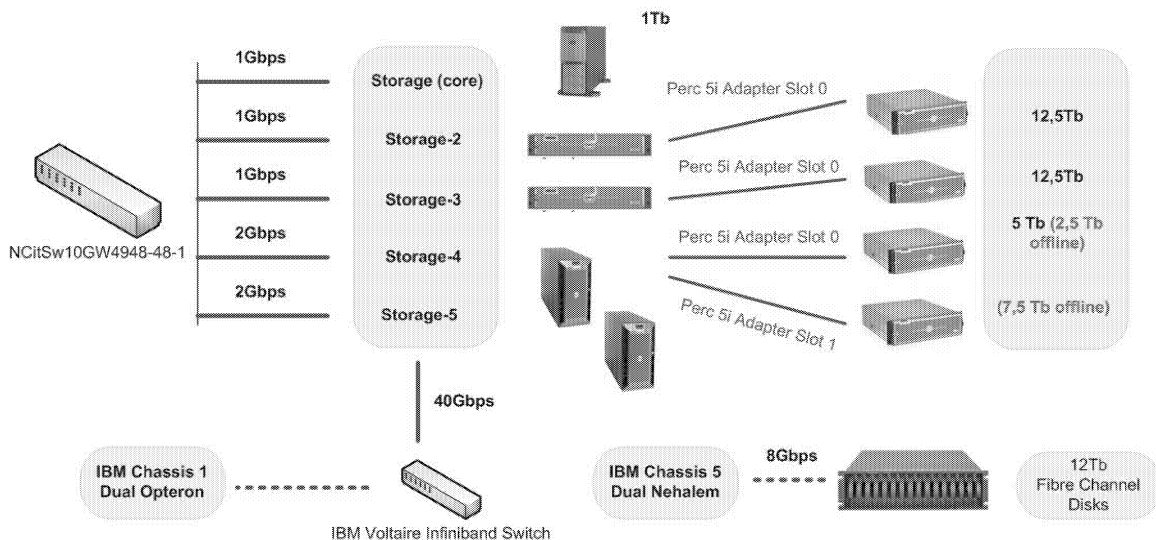 1Tb
1Gbps
Storage (core)
Perc 5i Adapter Slot 0
1Gbps
12,5Tb
Storage-2
1Gbps
Perc 5i Adapter Slot 0
12,5Tb
Storage-3
2Gbps
Perc 5i Adapter Slot 0
5 Tb (2,5 Tb
offline)
NCitSw10GW4948-48-1
Storage-4
2Gbps
Perc 5i Adapter Slot 1
(7,5 Tb offline)
Storage-5
40Gbps
IBM Chassis 1
Dual Opteron
IBM Voltaire Infiniband Switch
IBM Chassis 5
Dual Nehalem
8Gbps
12Tb
Fibre Channel
Disks